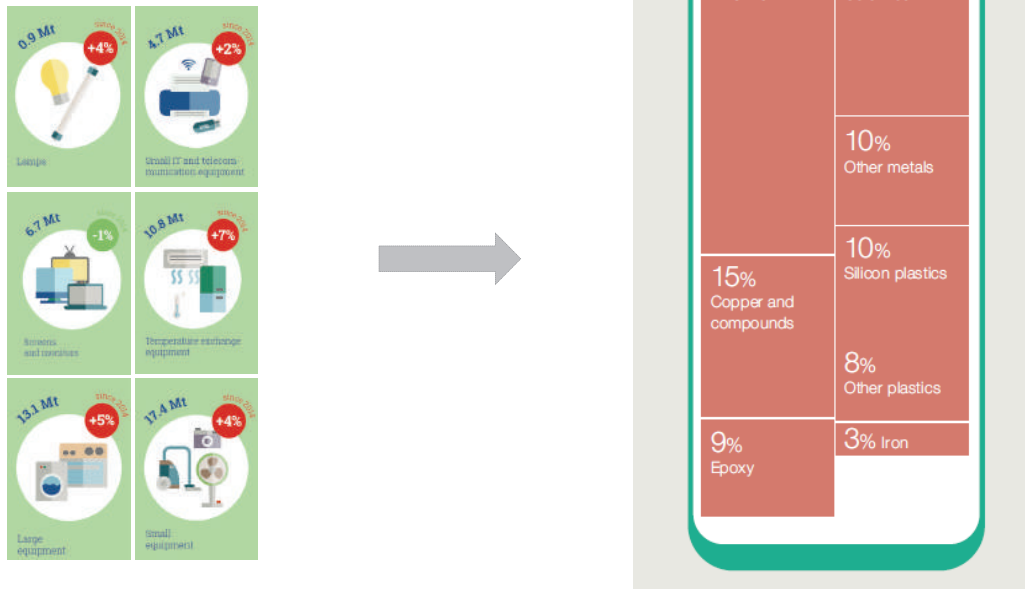 0.9 Mt
since 2014
+4%
Lamps
4.7 Mt
since 2014
+2%
Small IT and telecom-
munication equipment
6.7 Mt
since 2014
-1%
Screens
and monitors
10.8 Mt
since 2014
+7%
Temperature exchange
equipment
13.1 Mt
since 2014
+5%
Large
equipment
17.4 Mt
since 2014
+4%
Small
equipment
15%
Copper and
compounds
9%
Epoxy
10%
Other metals
10%
Silicon plastics
8%
Other plastics
3% Iron